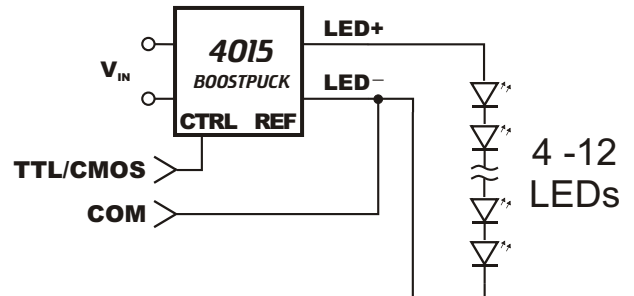 LED+
4015
BOOSTPUCK
VIN
LED−
CTRL REF
TTL/CMOS
COM
4 -12
LEDs